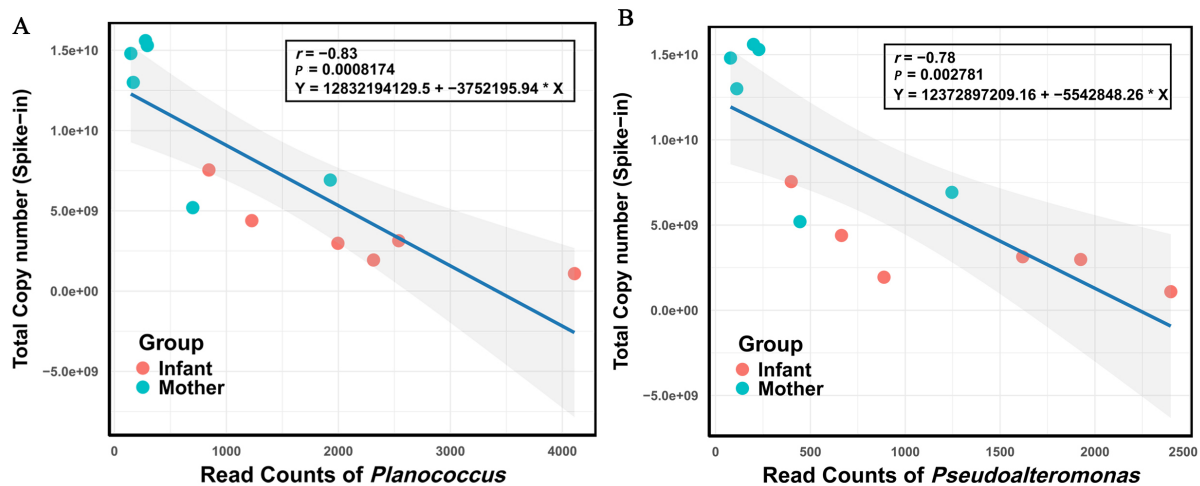 A
r = −0.83
P = 0.0008174
Y = 12832194129.5 + −3752195.94 * X
1.5e+10
1.0e+10
5.0e+09
0.0e+00
−5.0e+09
Total Copy number (Spike−in)
Group
Infant
Mother
0 1000 2000 3000 4000
Read Counts of Planococcus
B
r = −0.78
P = 0.002781
Y = 12372897209.16 + −5542848.26 * X
1.5e+10
1.0e+10
5.0e+09
0.0e+00
−5.0e+09
Total Copy number (Spike−in)
Group
Infant
Mother
0 500 1000 1500 2000 2500
Read Counts of Pseudoalteromonas